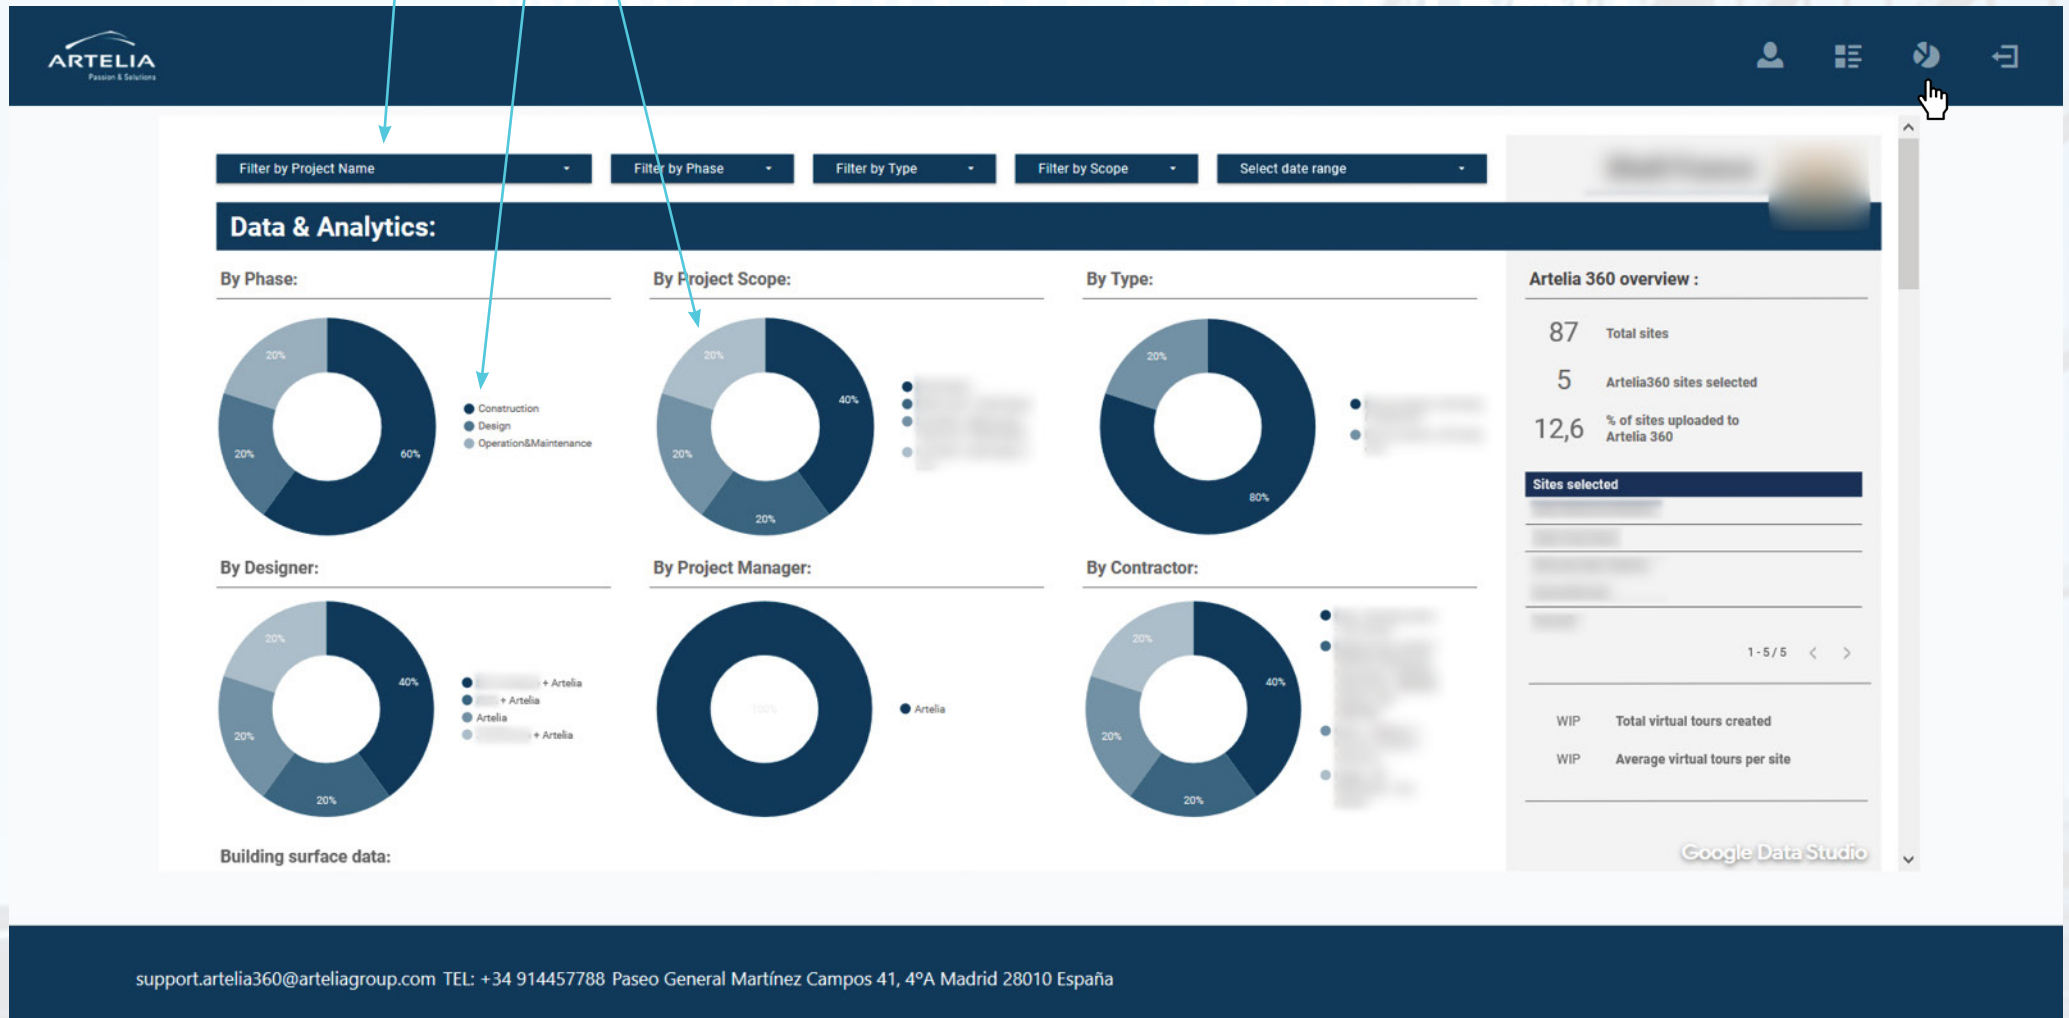 ARTELIA
Passion & Solutions
Filter by Project Name
Filter by Phase
Filter by Type
Filter by Scope
Select date range
Data & Analytics:
By Phase:
20%
20%
60%
Construction
Design
Operation&Maintenance
By Project Scope:
20%
40%
20%
20%
By Type:
20%
80%
By Designer:
20%
40%
20%
20%
+ Artelia
+ Artelia
Artelia
+ Artelia
By Project Manager:
100%
Artelia
By Contractor:
20%
40%
20%
20%
Building surface data:
Artelia 360 overview :
87 Total sites
5 Artelia360 sites selected
12,6 % of sites uploaded to
Artelia 360
Sites selected
1 - 5 / 5
WIP Total virtual tours created
WIP Average virtual tours per site
Google Data Studio
support.artelia360@arteliagroup.com TEL: +34 914457788 Paseo General Martínez Campos 41, 4ºA Madrid 28010 España